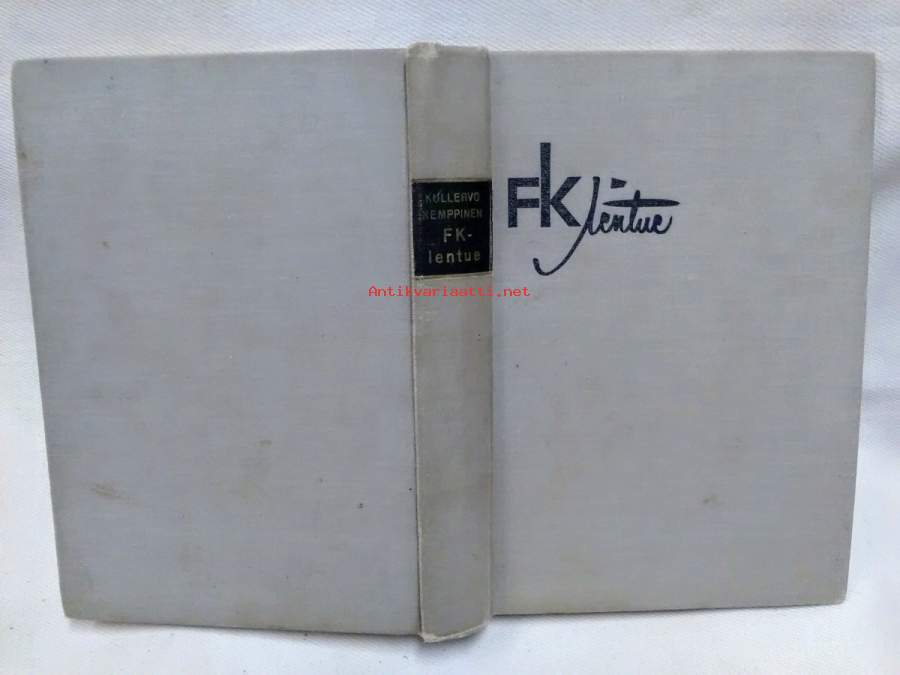 KULLERVO
KEMPPINEN
FK-
lentue
FK lentue
Antikvariaatti.net